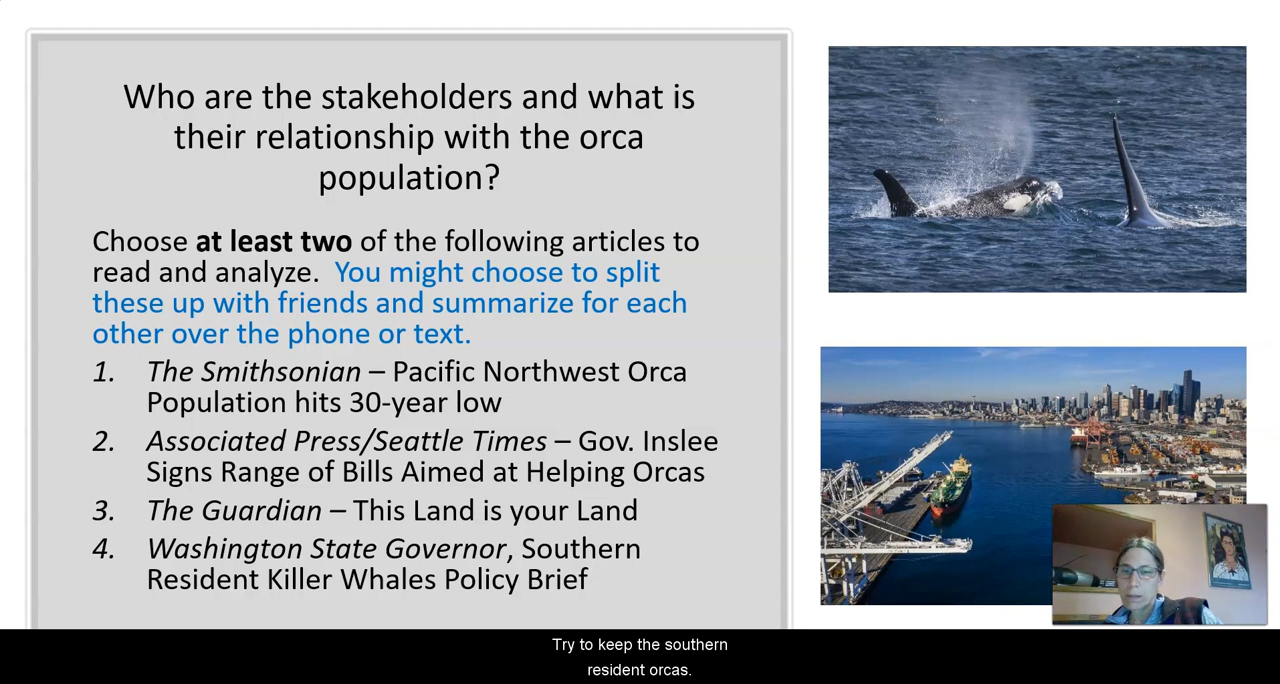 Who are the stakeholders and what is
their relationship with the orca
population?
Choose at least two of the following articles to
read and analyze. You might choose to split
these up with friends and summarize for each
other over the phone or text.
1. The Smithsonian – Pacific Northwest Orca
Population hits 30-year low
2. Associated Press/Seattle Times – Gov. Inslee
Signs Range of Bills Aimed at Helping Orcas
3. The Guardian – This Land is your Land
4. Washington State Governor, Southern
Resident Killer Whales Policy Brief
Try to keep the southern
resident orcas.